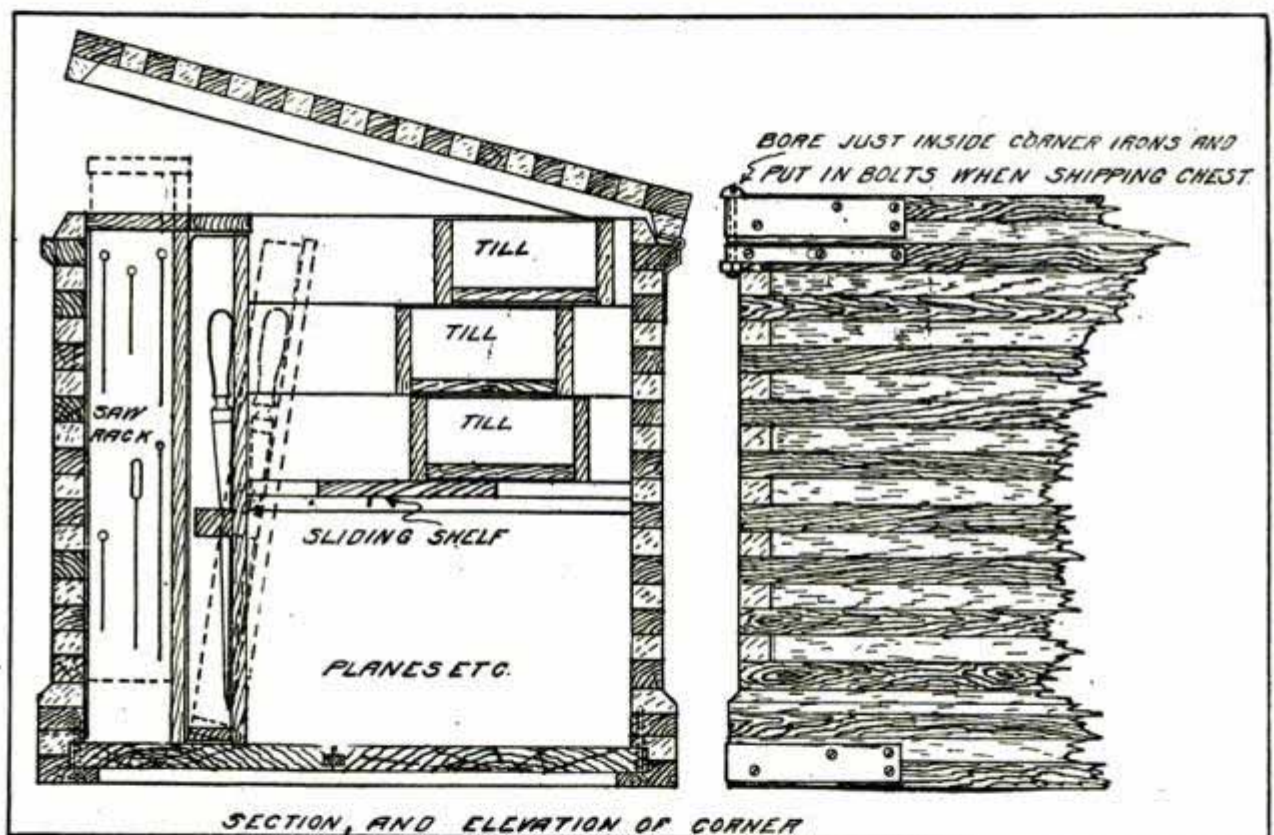 BORE JUST INSIDE CORNER IRONS AND
PUT IN BOLTS WHEN SHIPPING CHEST.
TILL
TILL
TILL
SAW
RACK
SLIDING SHELF
PLANES ETC.
SECTION, AND ELEVATION OF CORNER